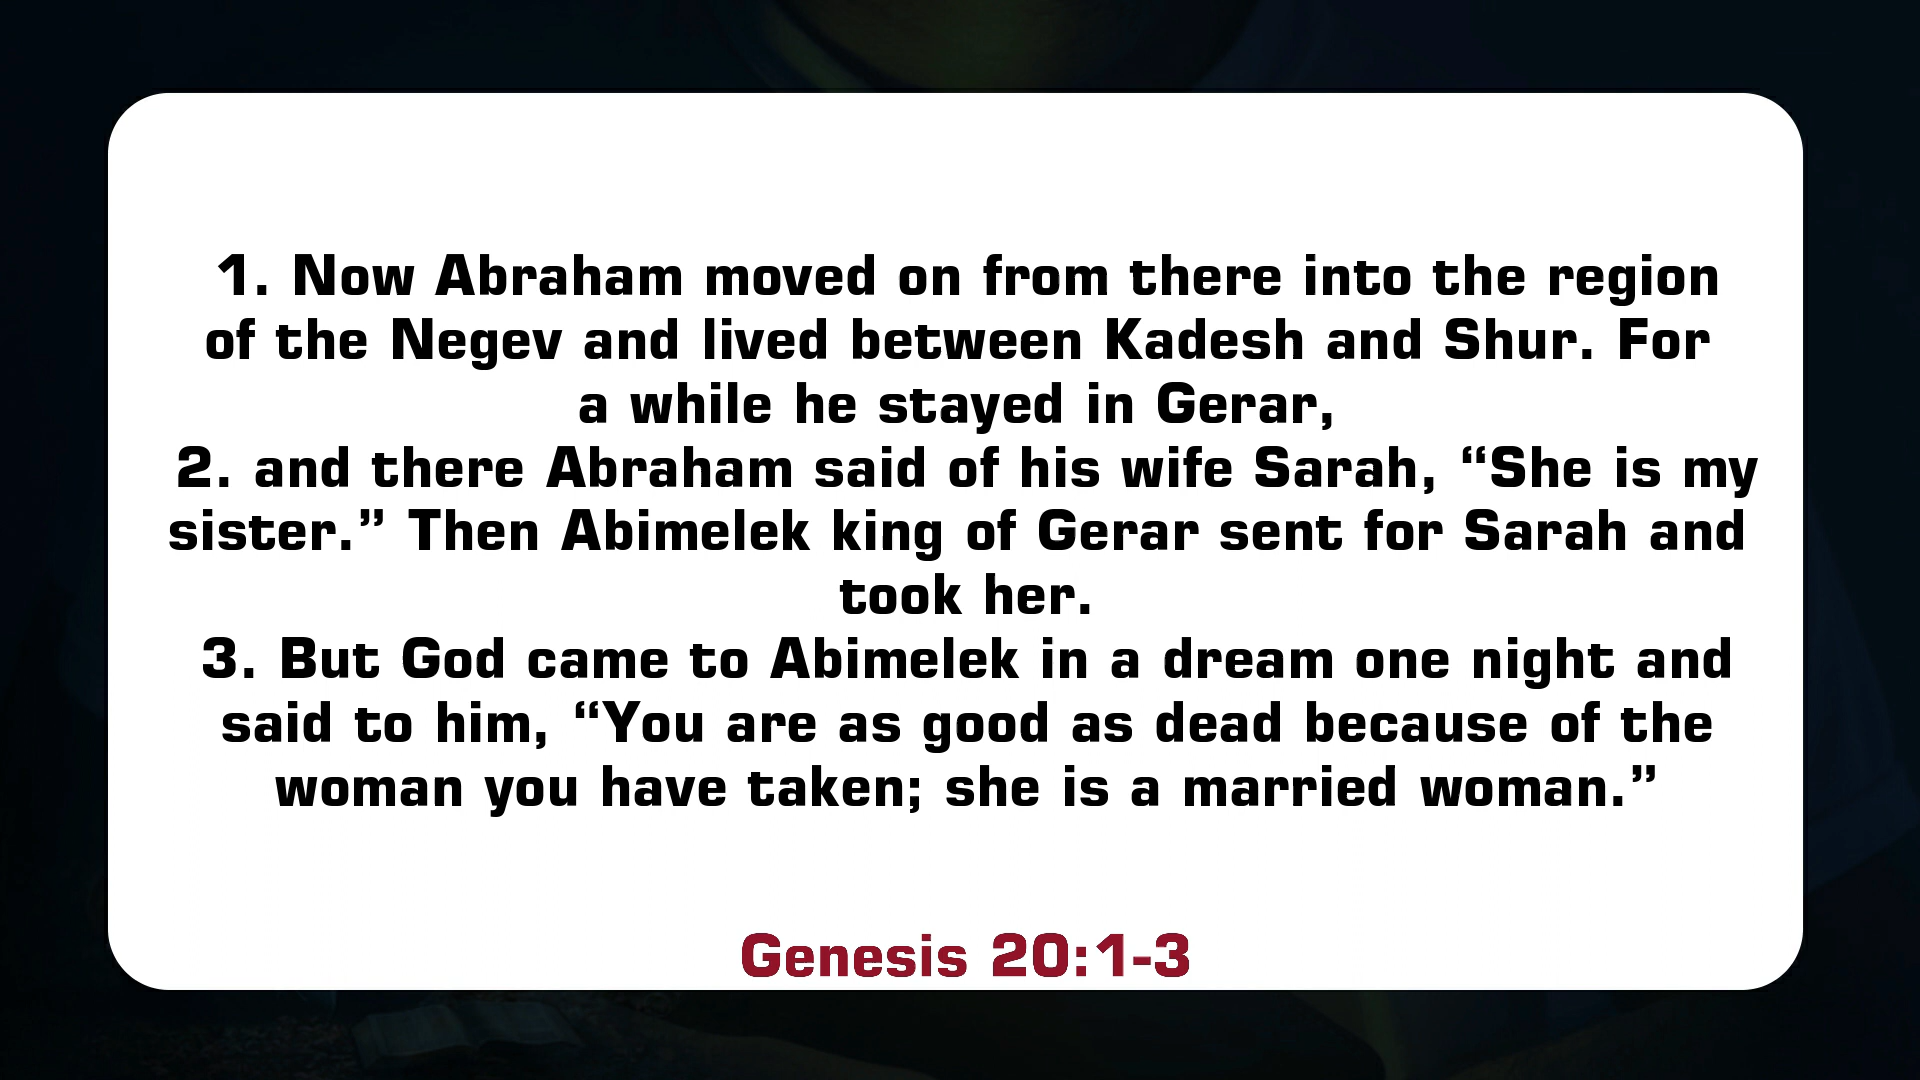 1. Now Abraham moved on from there into the region
of the Negev and lived between Kadesh and Shur. For
a while he stayed in Gerar,
2. and there Abraham said of his wife Sarah, “She is my
sister.” Then Abimelek king of Gerar sent for Sarah and
took her.
3. But God came to Abimelek in a dream one night and
said to him, “You are as good as dead because of the
woman you have taken; she is a married woman.”
Genesis 20:1-3